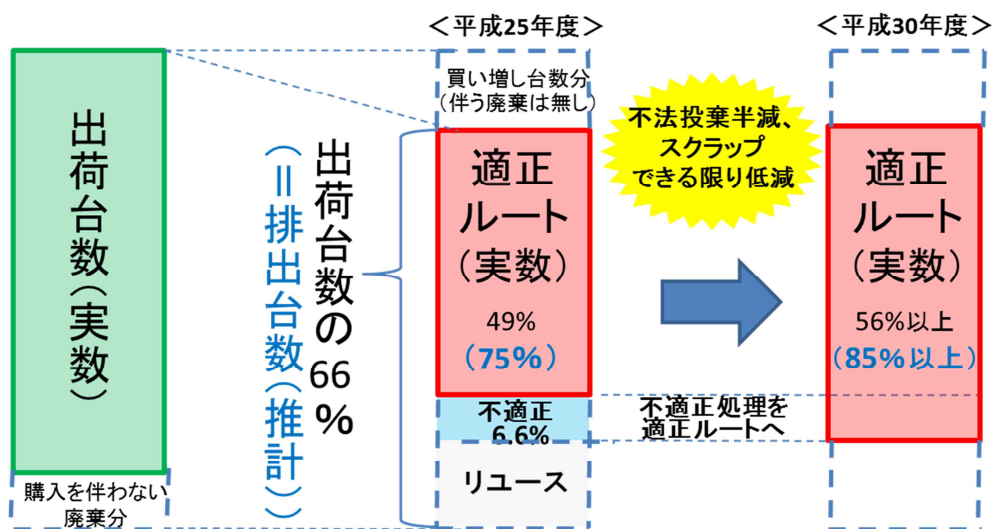 ＜平成25年度＞
＜平成30年度＞
出荷台数（実数）
購入を伴わない
廃棄分
出荷台数の66%
（＝排出台数（推計））
買い増し台数分
（伴う廃棄は無し）
適正
ルート
（実数）
49%
（75%）
不適正
6.6%
リユース
不法投棄半減、
スクラップ
できる限り低減
不適正処理を
適正ルートへ
適正
ルート
（実数）
56%以上
（85%以上）